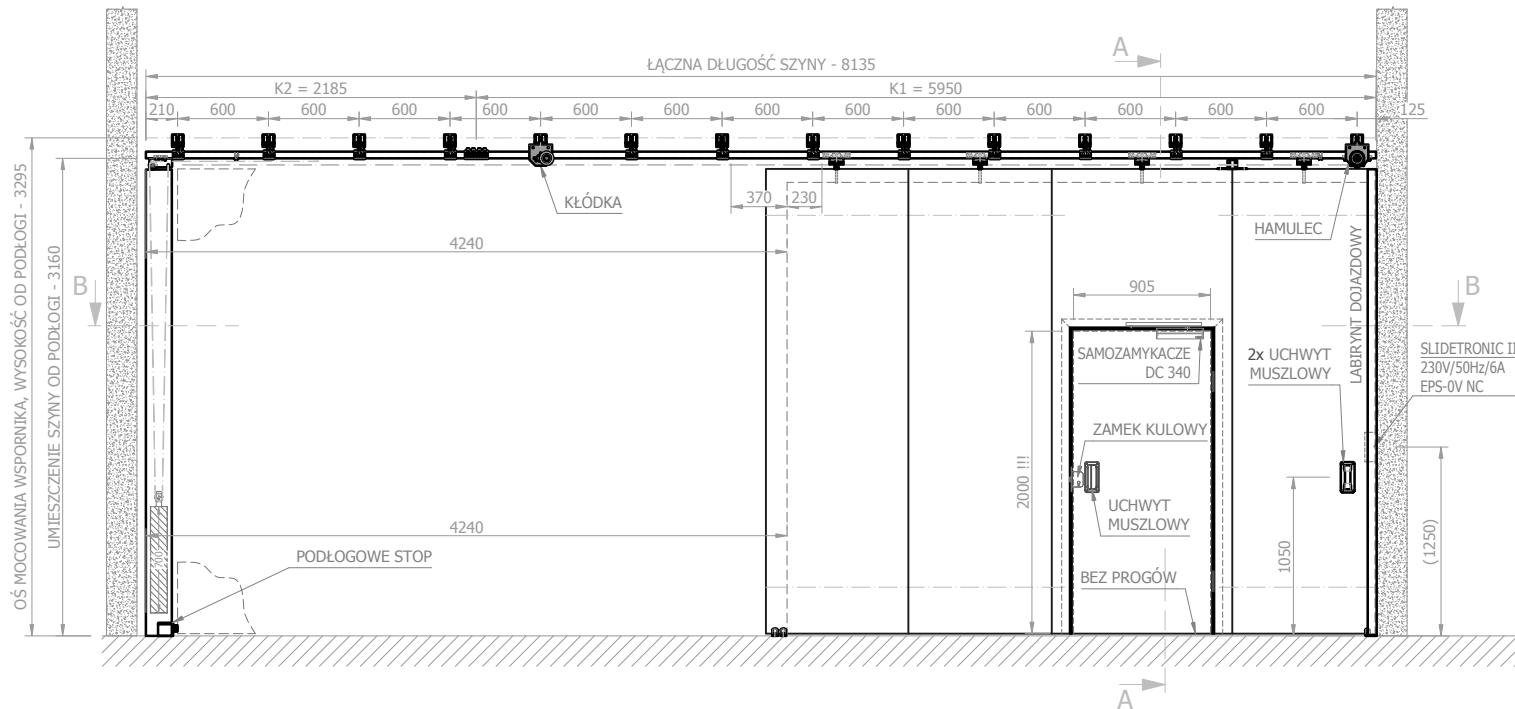 A
ŁĄCZNA DŁUGOŚĆ SZYNY - 8135
K2 = 2185
K1 = 5950
210 600 600 600 600 600 600 600 600 600 600 600 600 600 125
KŁÓDKA
370 230
HAMULEC
4240
905
B
B
OŚ MOCOWANIA WSPORNIKA, WYSOKOŚĆ OD PODŁOGI - 3295
UMIESZCZENIE SZYNY OD PODŁOGI - 3160
LABIRYNT DOJAZDOWY
SAMOZAMYKACZE
DC 340
2x UCHWYT
MUSZLOWY
SLIDETRONIC II
230V/50Hz/6A
EPS-0V NC
ZAMEK KULOWY
2000 !!!
UCHWYT
MUSZLOWY
4240
700
PODŁOGOWE STOP
BEZ PROGÓW
1050
(1250)
A